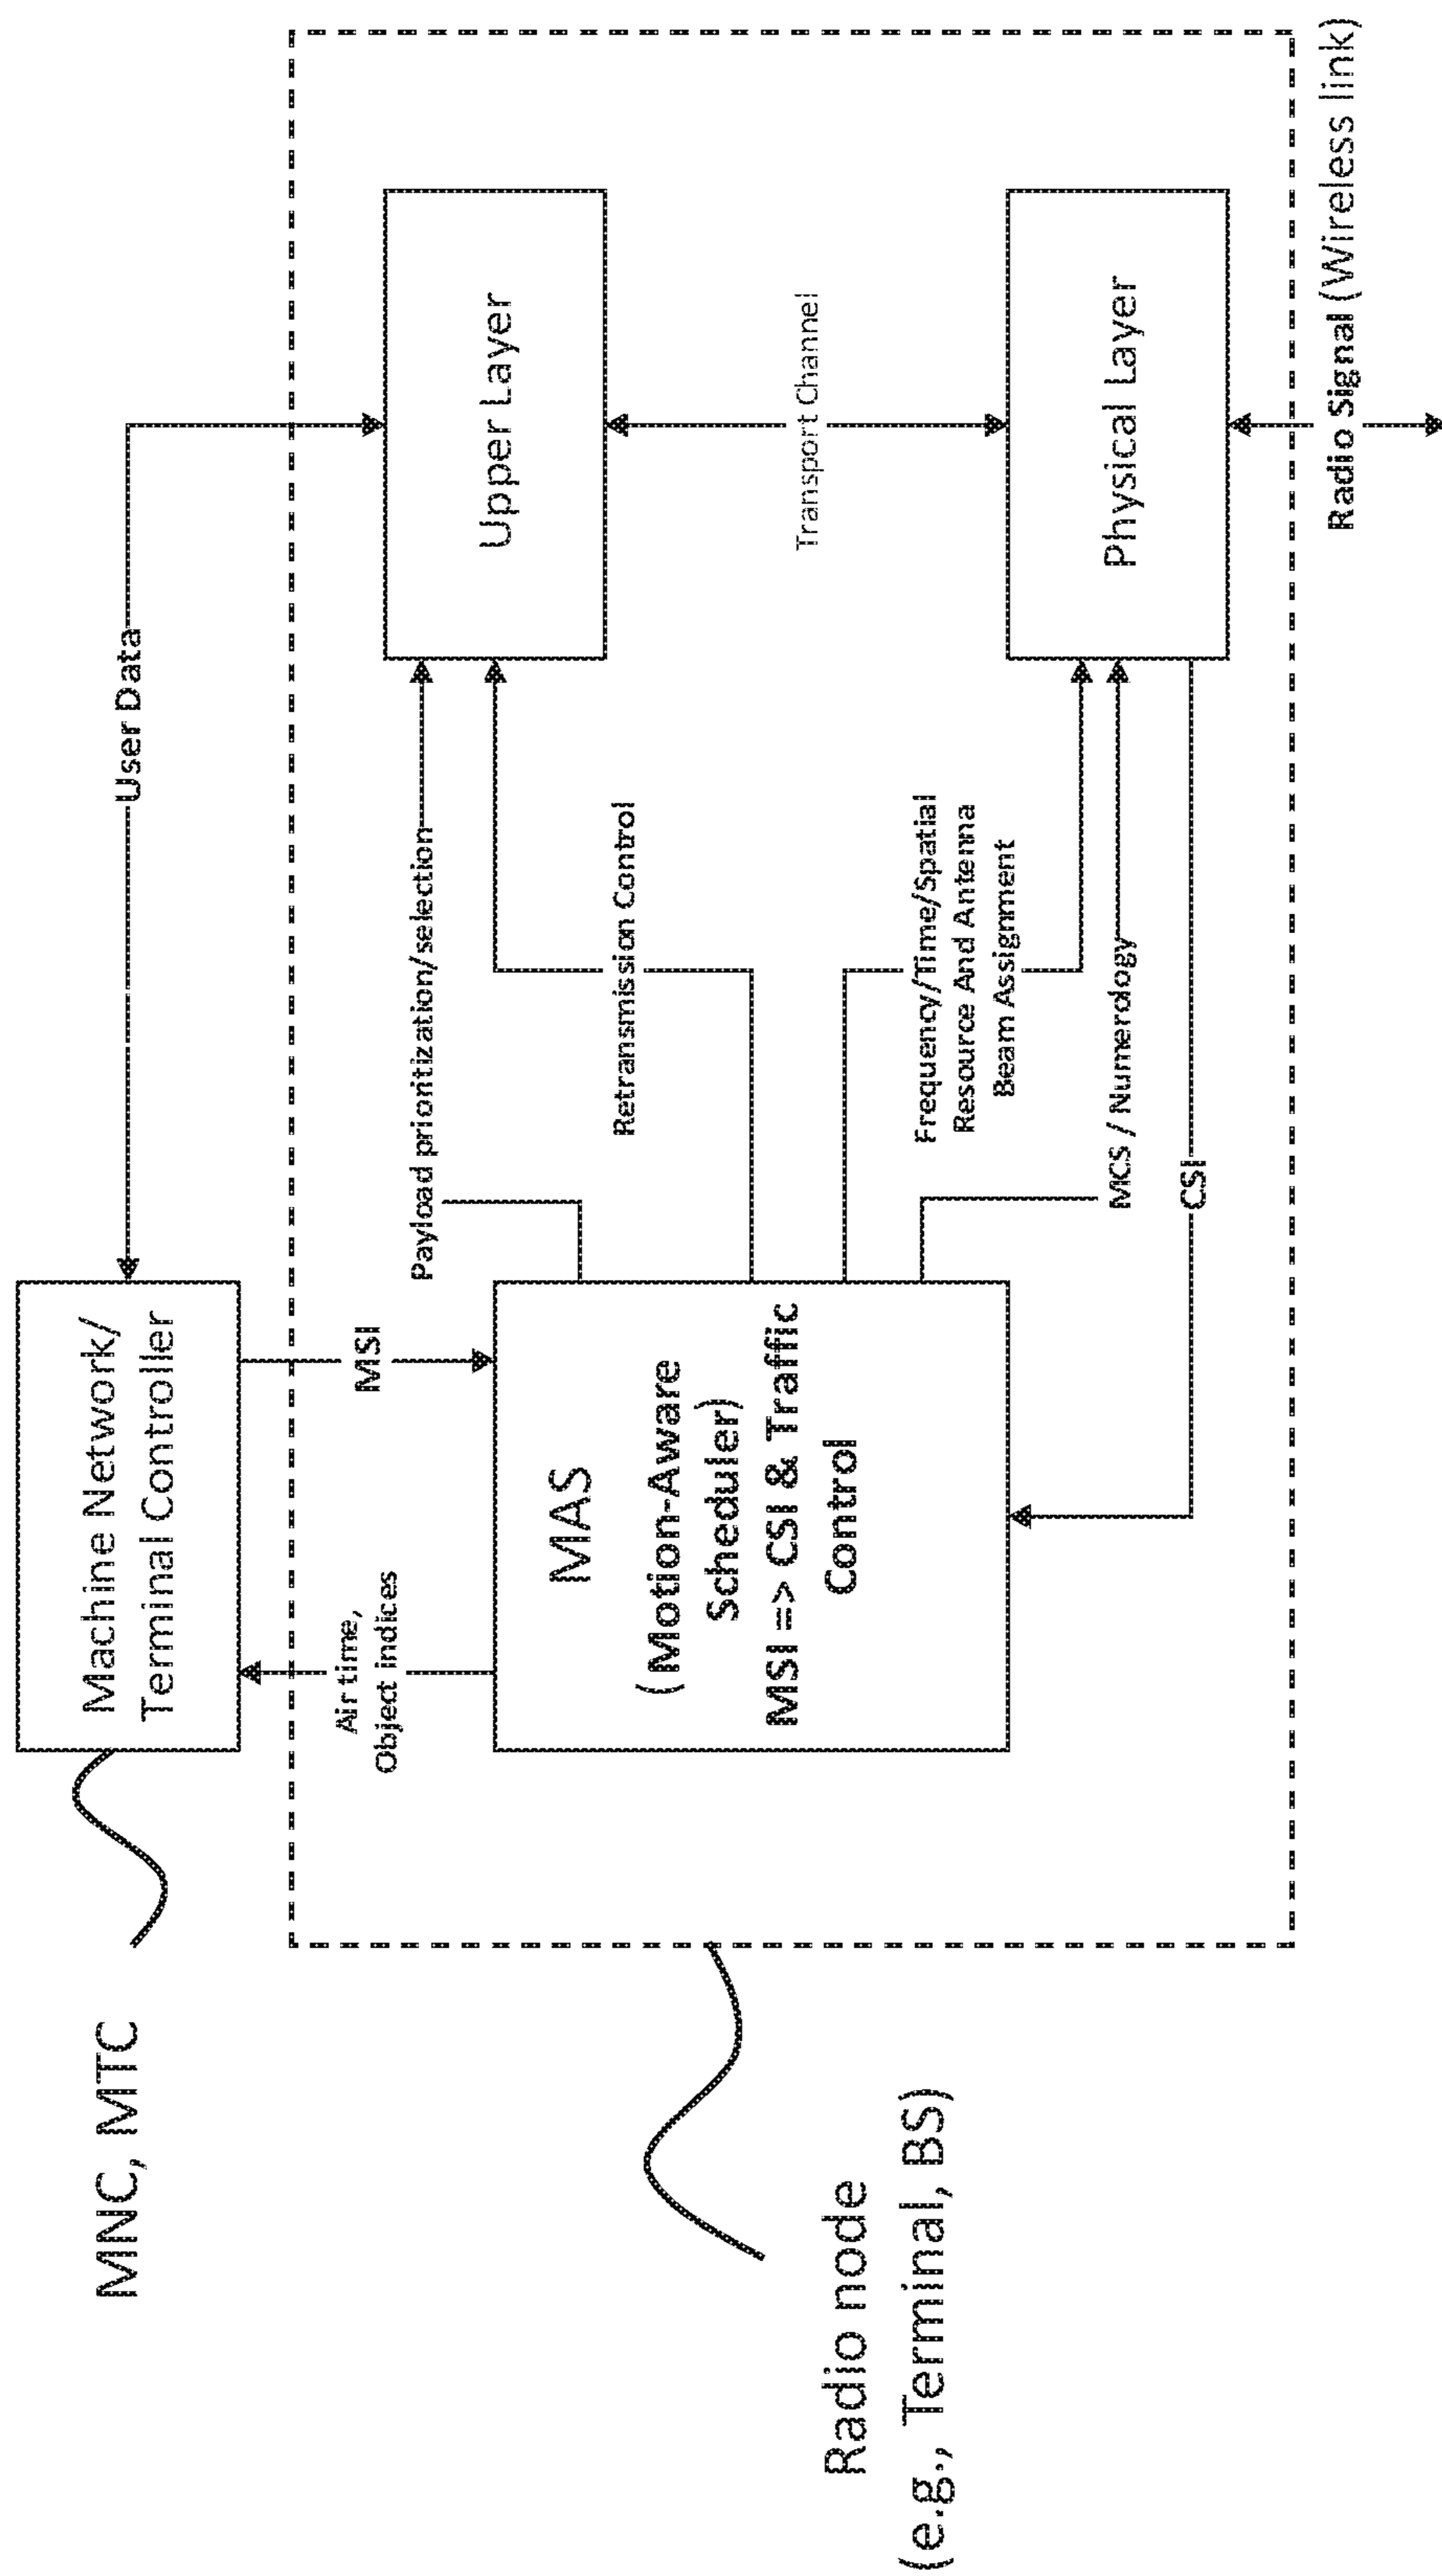 MNC, MTC
Machine Network/
Terminal Controller
User Data
Air time,
Object indices
MSI
Payload prioritization/selection
Upper Layer
MAS
(Motion-Aware
Scheduler)
MSI => CSI & Traffic
Control
Retransmission Control
Transport Channel
Radio node
(e.g., Terminal, BS)
Frequency/Time/Spatial
Resource And Antenna
Beam Assignment
MCS / Numerology
CSI
Physical Layer
Radio Signal (Wireless link)